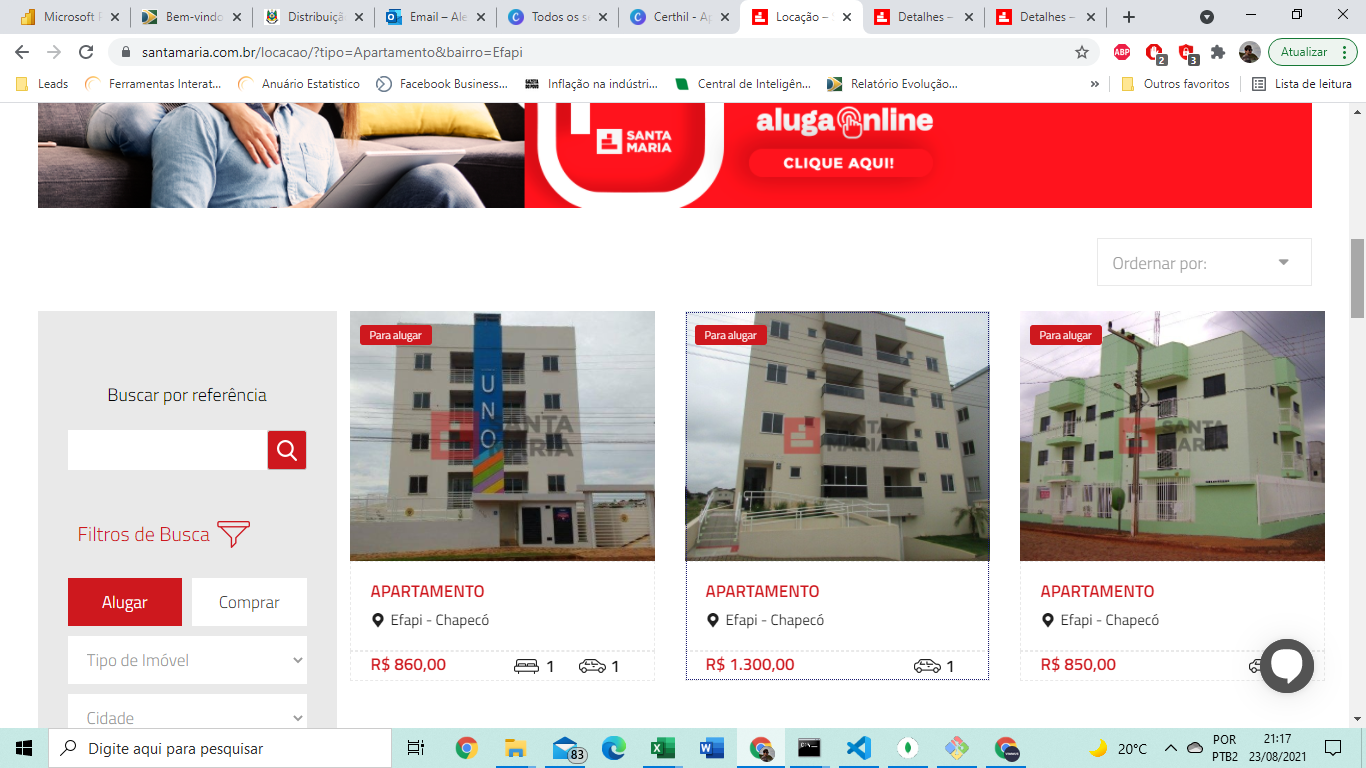 Microsoft P
Bem-vindo
Distribuiçã
Email – Ale
Todos os s
Certhil - Ap
Locação –
Detalhes –
Detalhes –
santamaria.com.br/locacao/?tipo=Apartamento&bairro=Efapi
ABP
2
3
Atualizar
Leads
Ferramentas Interat...
Anuário Estatistico
Facebook Business...
Inflação na indústri...
Central de Inteligên...
Relatório Evolução...
»
Outros favoritos
Lista de leitura
SANTA
MARIA
aluga online
CLIQUE AQUI!
Ordernar por:
Buscar por referência
Filtros de Busca
Alugar
Comprar
Tipo de Imóvel
Cidade
Para alugar
UNO
SANTA
MARIA
APARTAMENTO
Efapi - Chapecó
R$ 860,00
1
1
Para alugar
SANTA
MARIA
APARTAMENTO
Efapi - Chapecó
R$ 1.300,00
1
Para alugar
SANTA
MARIA
APARTAMENTO
Efapi - Chapecó
R$ 850,00
Digite aqui para pesquisar
83
20°C
POR
PTB2
21:17
23/08/2021